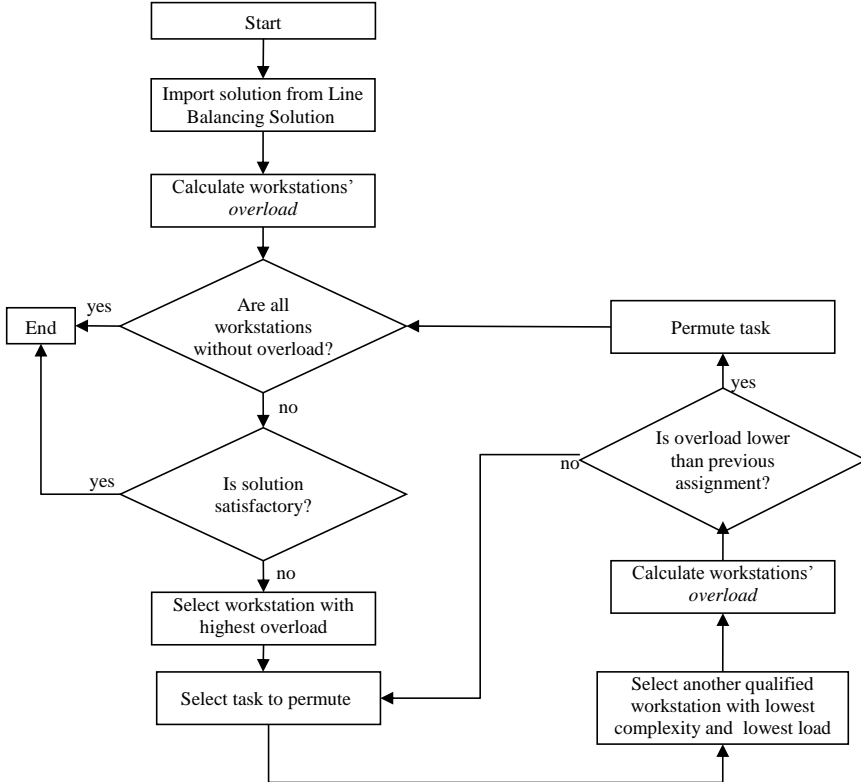 Start
Import solution from Line
Balancing Solution
Calculate workstations’
overload
Are all
workstations
without overload?
yes
End
no
Is solution
satisfactory?
yes
no
Select workstation with
highest overload
Select task to permute
Select another qualified
workstation with lowest
complexity and lowest load
Calculate workstations’
overload
Is overload lower
than previous
assignment?
no
yes
Permute task